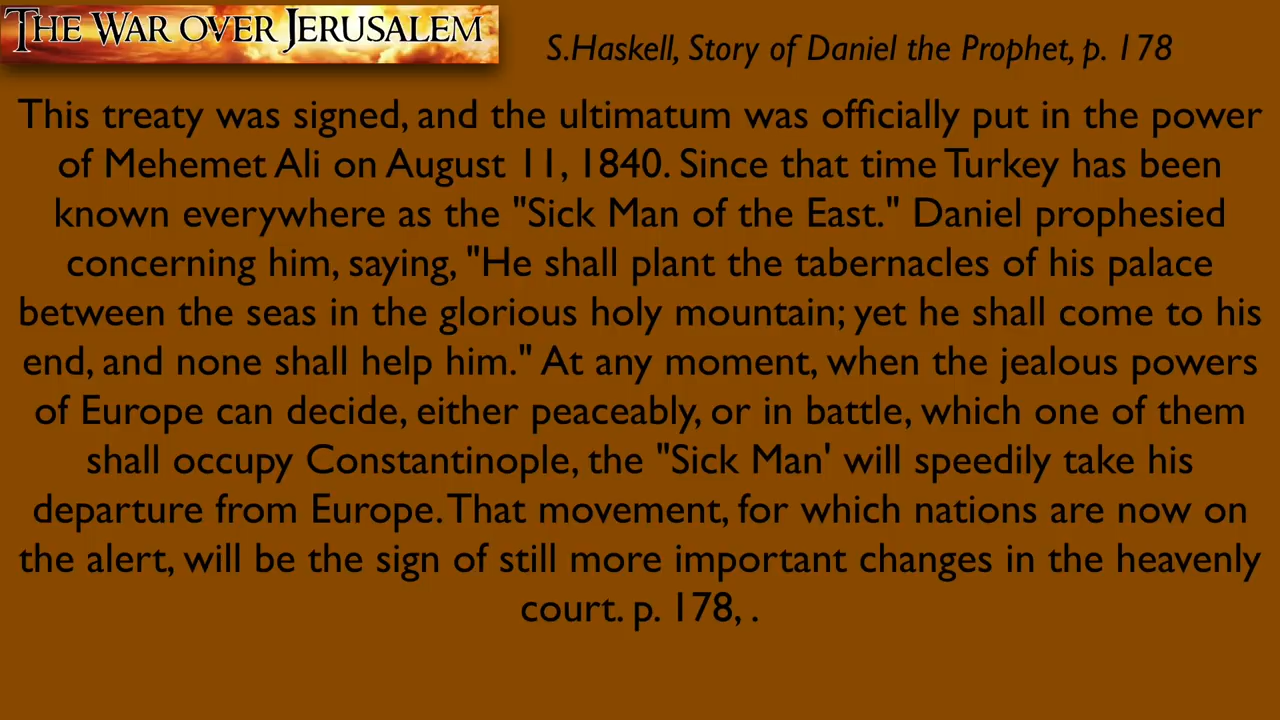 THE WAR OVER JERUSALEM
S.Haskell, Story of Daniel the Prophet, p. 178
This treaty was signed, and the ultimatum was officially put in the power
of Mehemet Ali on August 11, 1840. Since that time Turkey has been
known everywhere as the "Sick Man of the East." Daniel prophesied
concerning him, saying, "He shall plant the tabernacles of his palace
between the seas in the glorious holy mountain; yet he shall come to his
end, and none shall help him." At any moment, when the jealous powers
of Europe can decide, either peaceably, or in battle, which one of them
shall occupy Constantinople, the "Sick Man' will speedily take his
departure from Europe. That movement, for which nations are now on
the alert, will be the sign of still more important changes in the heavenly
court. p. 178, .